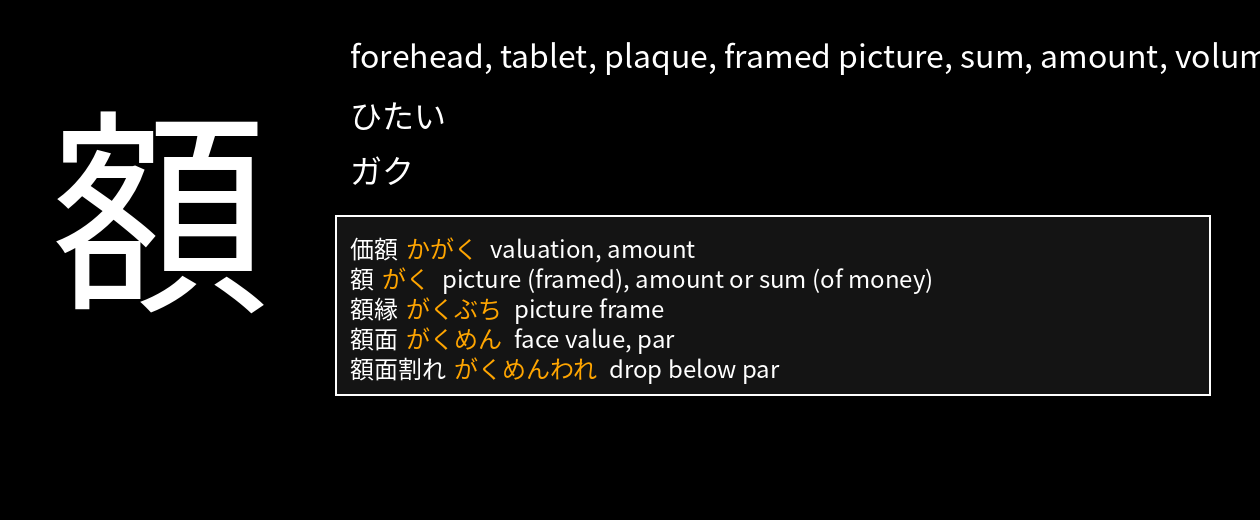 額
forehead, tablet, plaque, framed picture, sum, amount, volum
ひたい
ガク
価額 かがく valuation, amount
額 がく picture (framed), amount or sum (of money)
額縁 がくぶち picture frame
額面 がくめん face value, par
額面割れ がくめんわれ drop below par